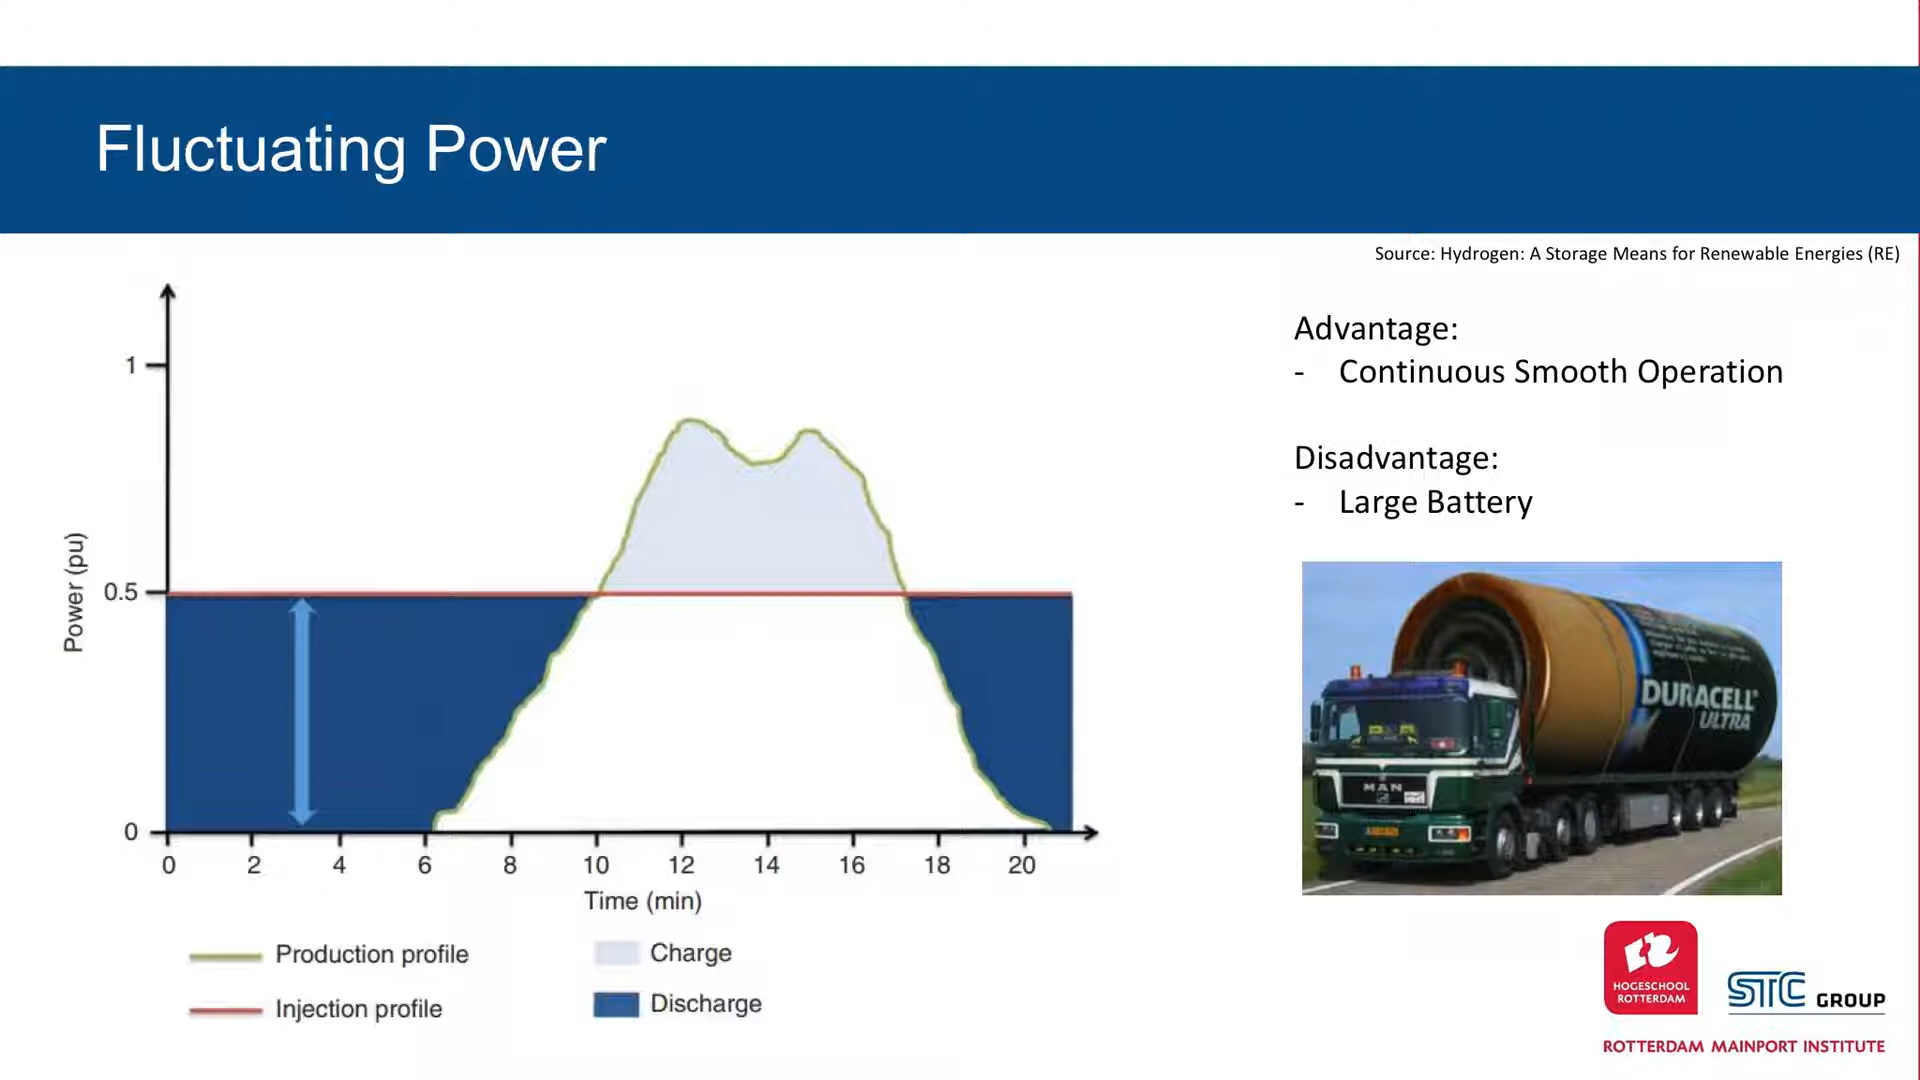 Fluctuating Power
Source: Hydrogen: A Storage Means for Renewable Energies (RE)
Power (pu)
1
0.5
0
0 2 4 6 8 10 12 14 16 18 20
Time (min)
Production profile
Charge
Injection profile
Discharge
Advantage:
- Continuous Smooth Operation
Disadvantage:
- Large Battery
DURACELL
ULTRA
MAN
HOGESCHOOL
ROTTERDAM
STC GROUP
ROTTERDAM MAINPORT INSTITUTE